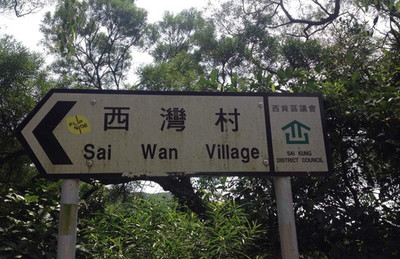 西灣村
Sai Wan Village
西貢區議會
SAI KUNG
DISTRICT COUNCIL